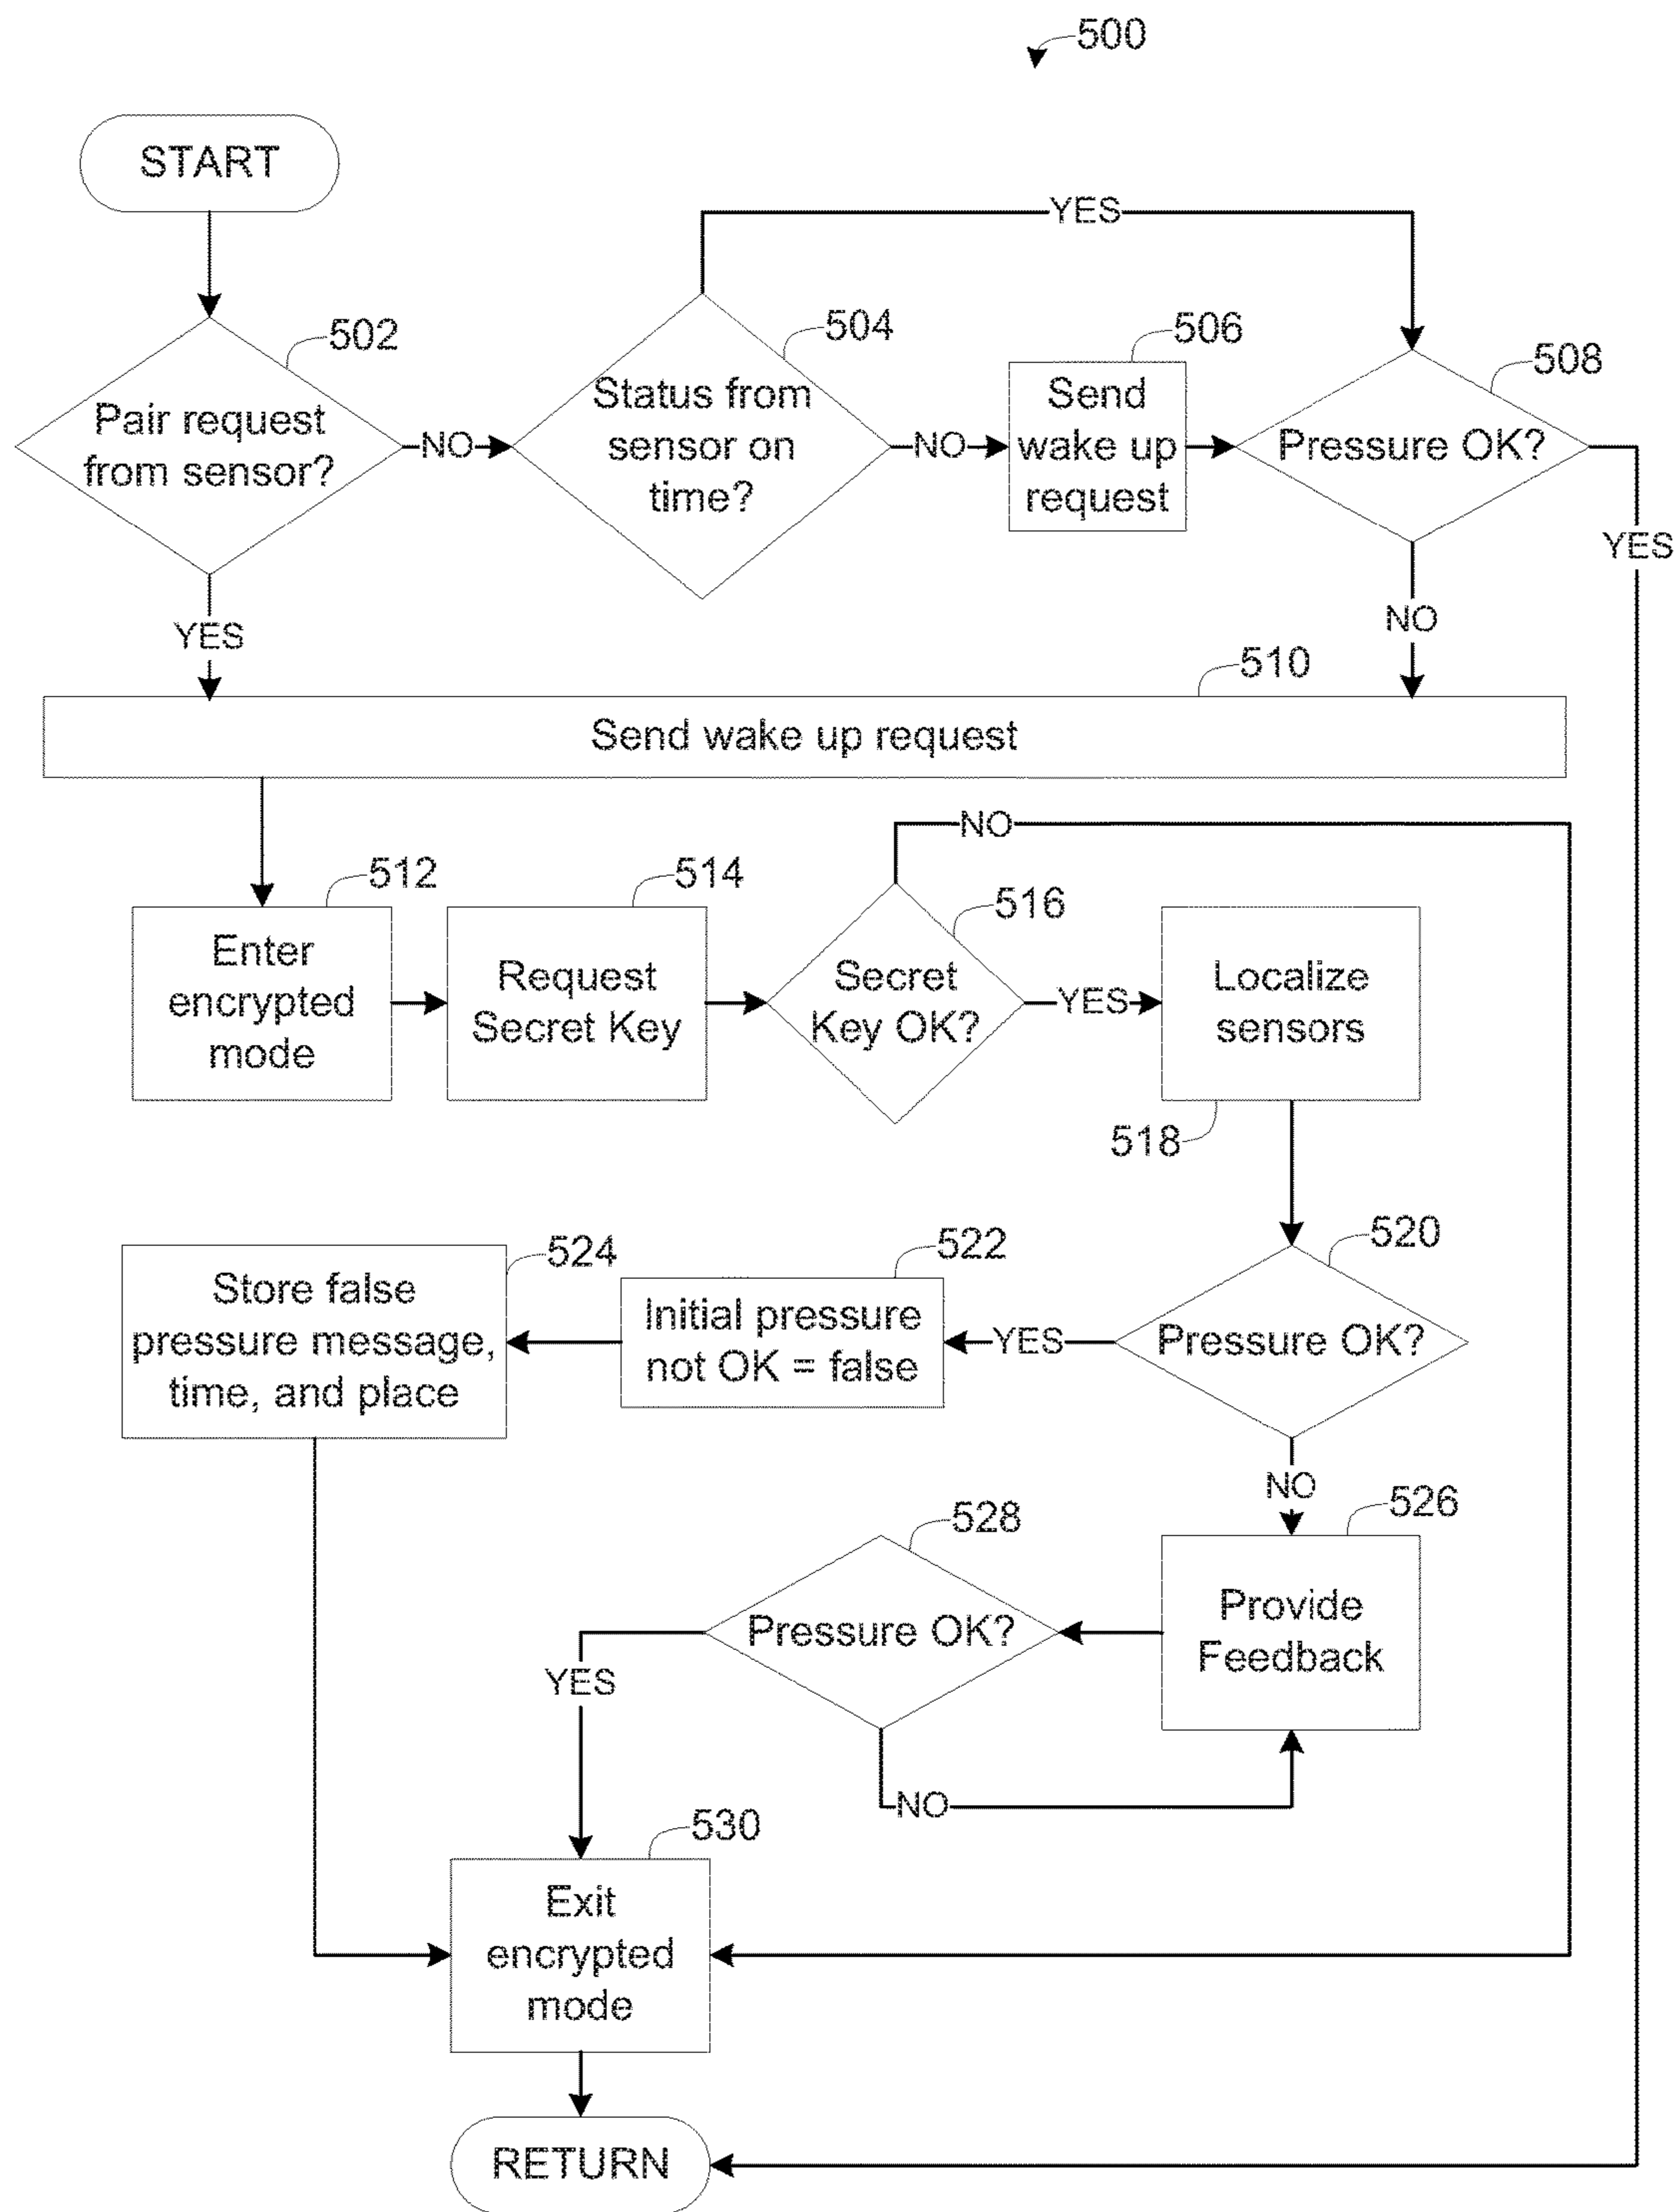 500
START
YES
502
504
506
508
Pair request
from sensor?
NO
Status from
sensor on
time?
NO
Send
wake up
request
Pressure OK?
YES
YES
NO
510
Send wake up request
NO
512
514
516
Enter
encrypted
mode
Request
Secret Key
Secret
Key OK?
YES
Localize
sensors
518
520
522
524
Store false
pressure message,
time, and place
Initial pressure
not OK = false
YES
Pressure OK?
NO
526
528
Provide
Feedback
Pressure OK?
YES
NO
530
Exit
encrypted
mode
RETURN